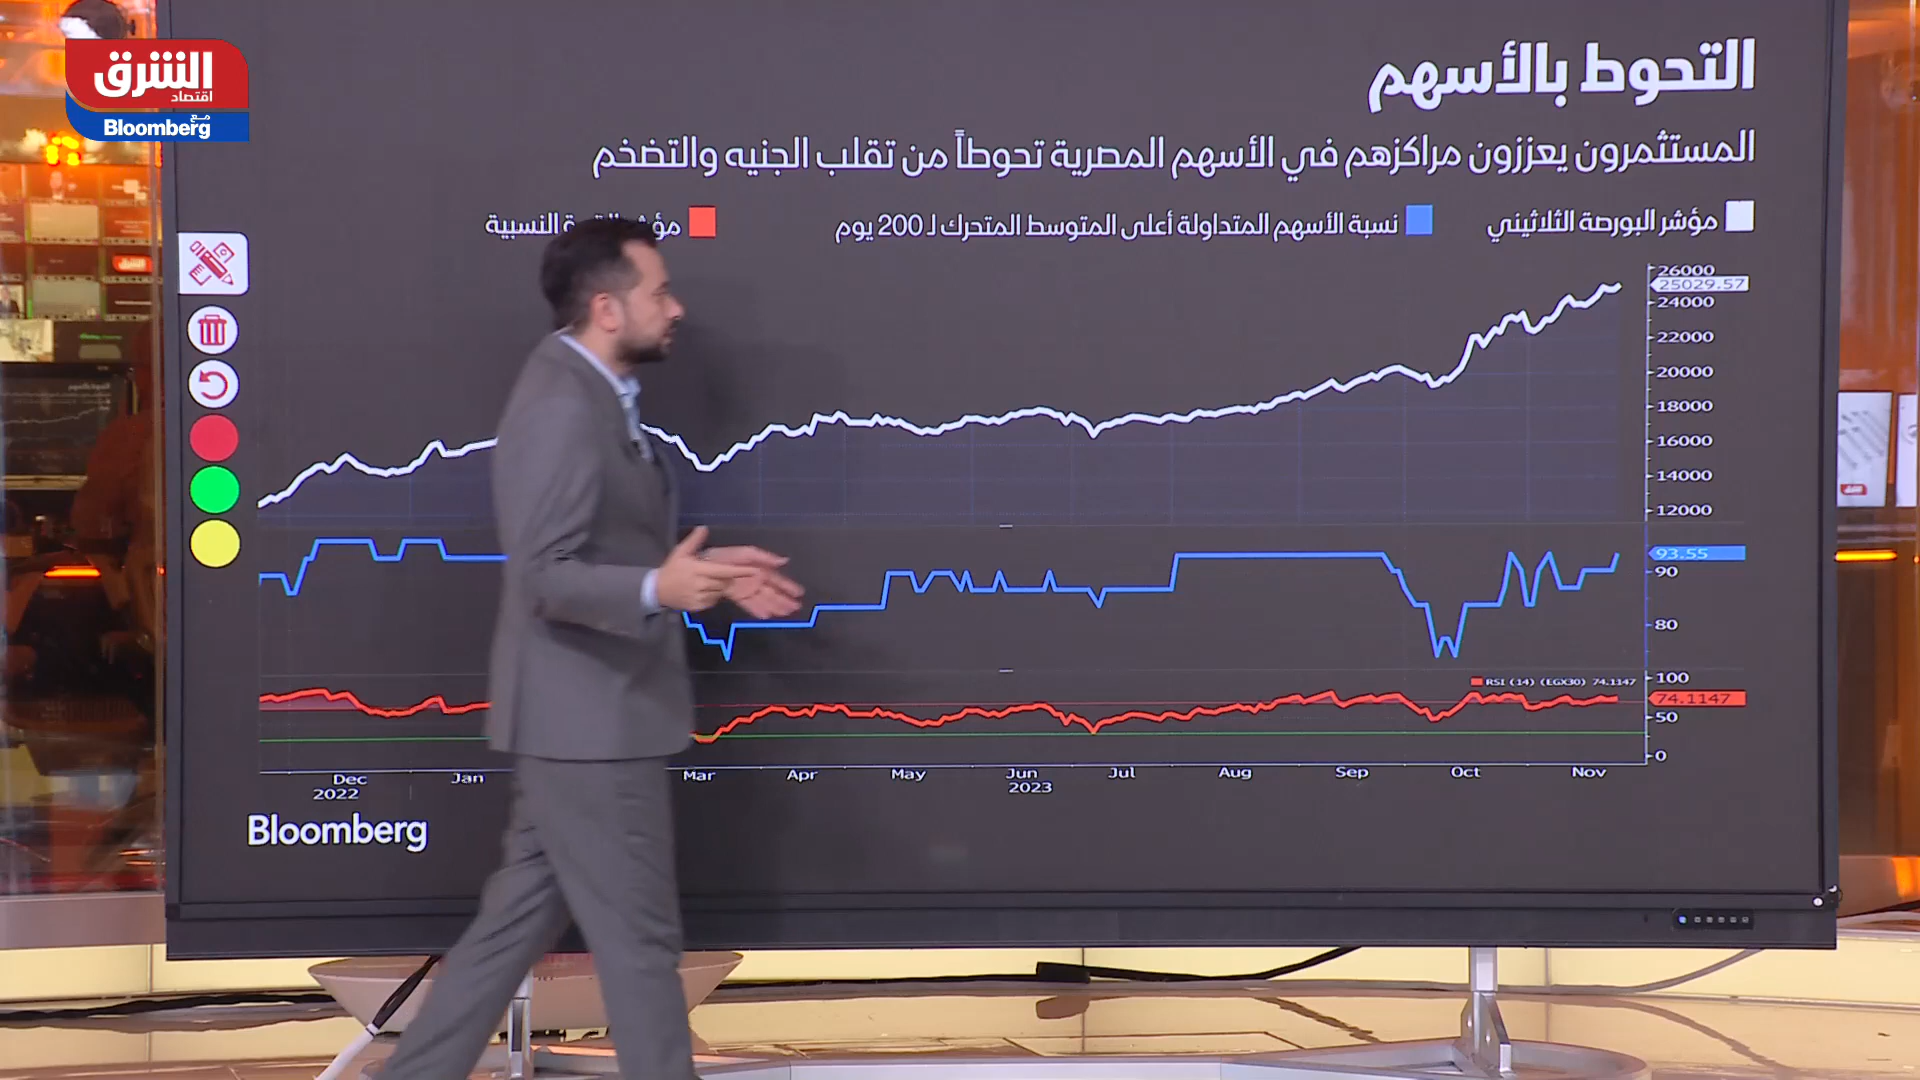 الشرق
اقتصاد
مع
Bloomberg
التحوط بالأسهم
المستثمرون يعززون مراكزهم في الأسهم المصرية تحوطاً من تقلب الجنيه والتضخم
مؤشر البورصة الثلاثيني
نسبة الأسهم المتداولة أعلى المتوسط المتحرك لـ 200 يوم
النسبية
26000
25029.57
24000
22000
20000
18000
16000
14000
12000
93.55
90
80
RSI (14) (EGX30) 74.1147
100
74.1147
50
0
Dec Jan Mar Apr May Jun Jul Aug Sep Oct Nov
2022 2023
Bloomberg